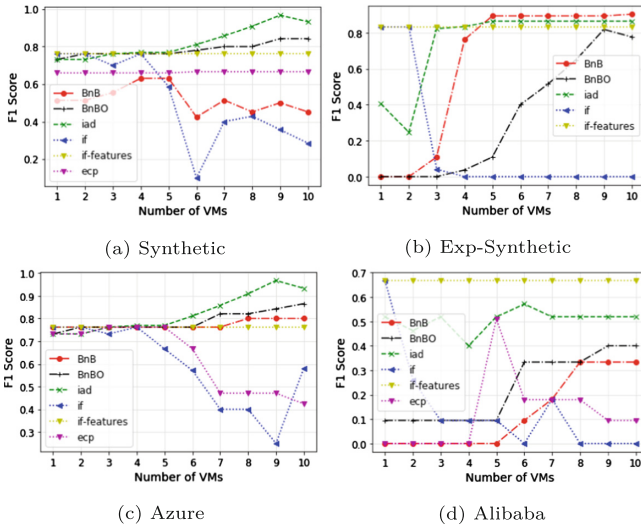 1.0
0.8
0.6
0.4
0.2
F1 Score
BnB
BnBO
iad
if
if-features
ecp
1 2 3 4 5 6 7 8 9 10
Number of VMs
(a) Synthetic
0.8
0.6
0.4
0.2
0.0
F1 Score
BnB
BnBO
iad
if
if-features
1 2 3 4 5 6 7 8 9 10
Number of VMs
(b) Exp-Synthetic
1.0
0.9
0.8
0.7
0.6
0.5
0.4
0.3
F1 Score
BnB
BnBO
iad
if
if-features
ecp
1 2 3 4 5 6 7 8 9 10
Number of VMs
(c) Azure
0.7
0.6
0.5
0.4
0.3
0.2
0.1
0.0
F1 Score
BnB
BnBO
iad
if
if-features
ecp
1 2 3 4 5 6 7 8 9 10
Number of VMs
(d) Alibaba